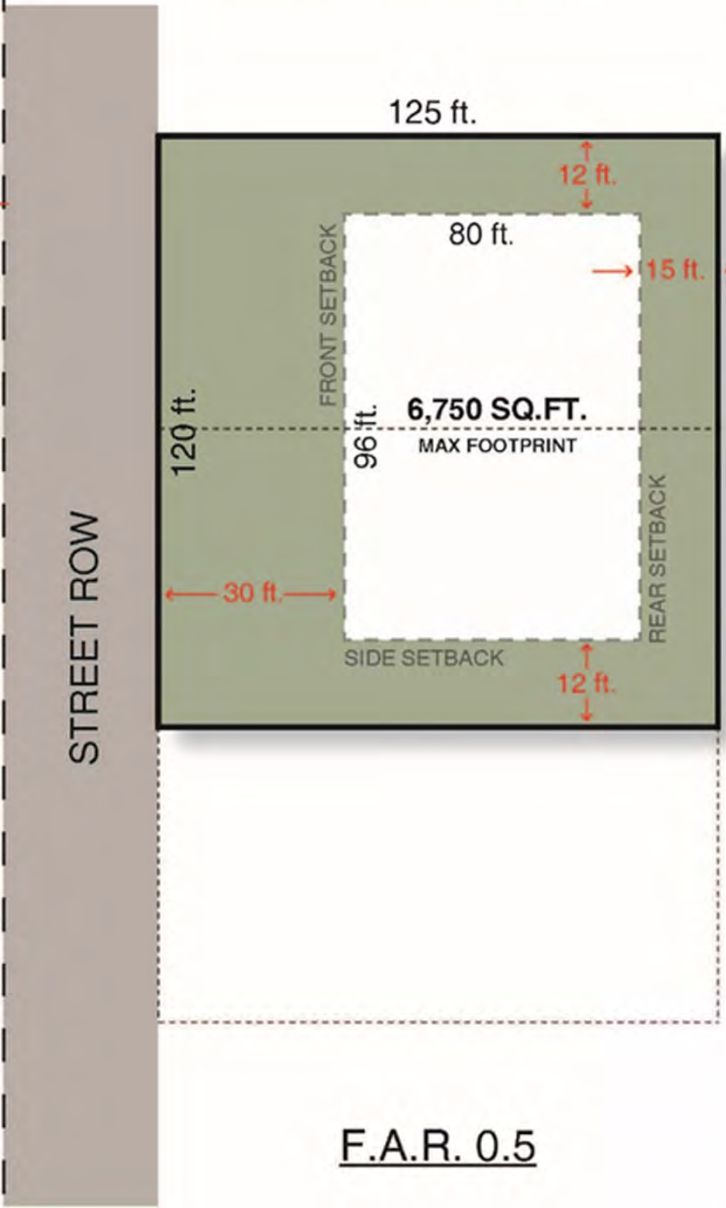 125 ft.
12 ft.
80 ft.
15 ft.
FRONT SETBACK
6,750 SQ.FT.
MAX FOOTPRINT
120 ft.
96 ft.
STREET ROW
30 ft.
REAR SETBACK
SIDE SETBACK
12 ft.
F.A.R. 0.5